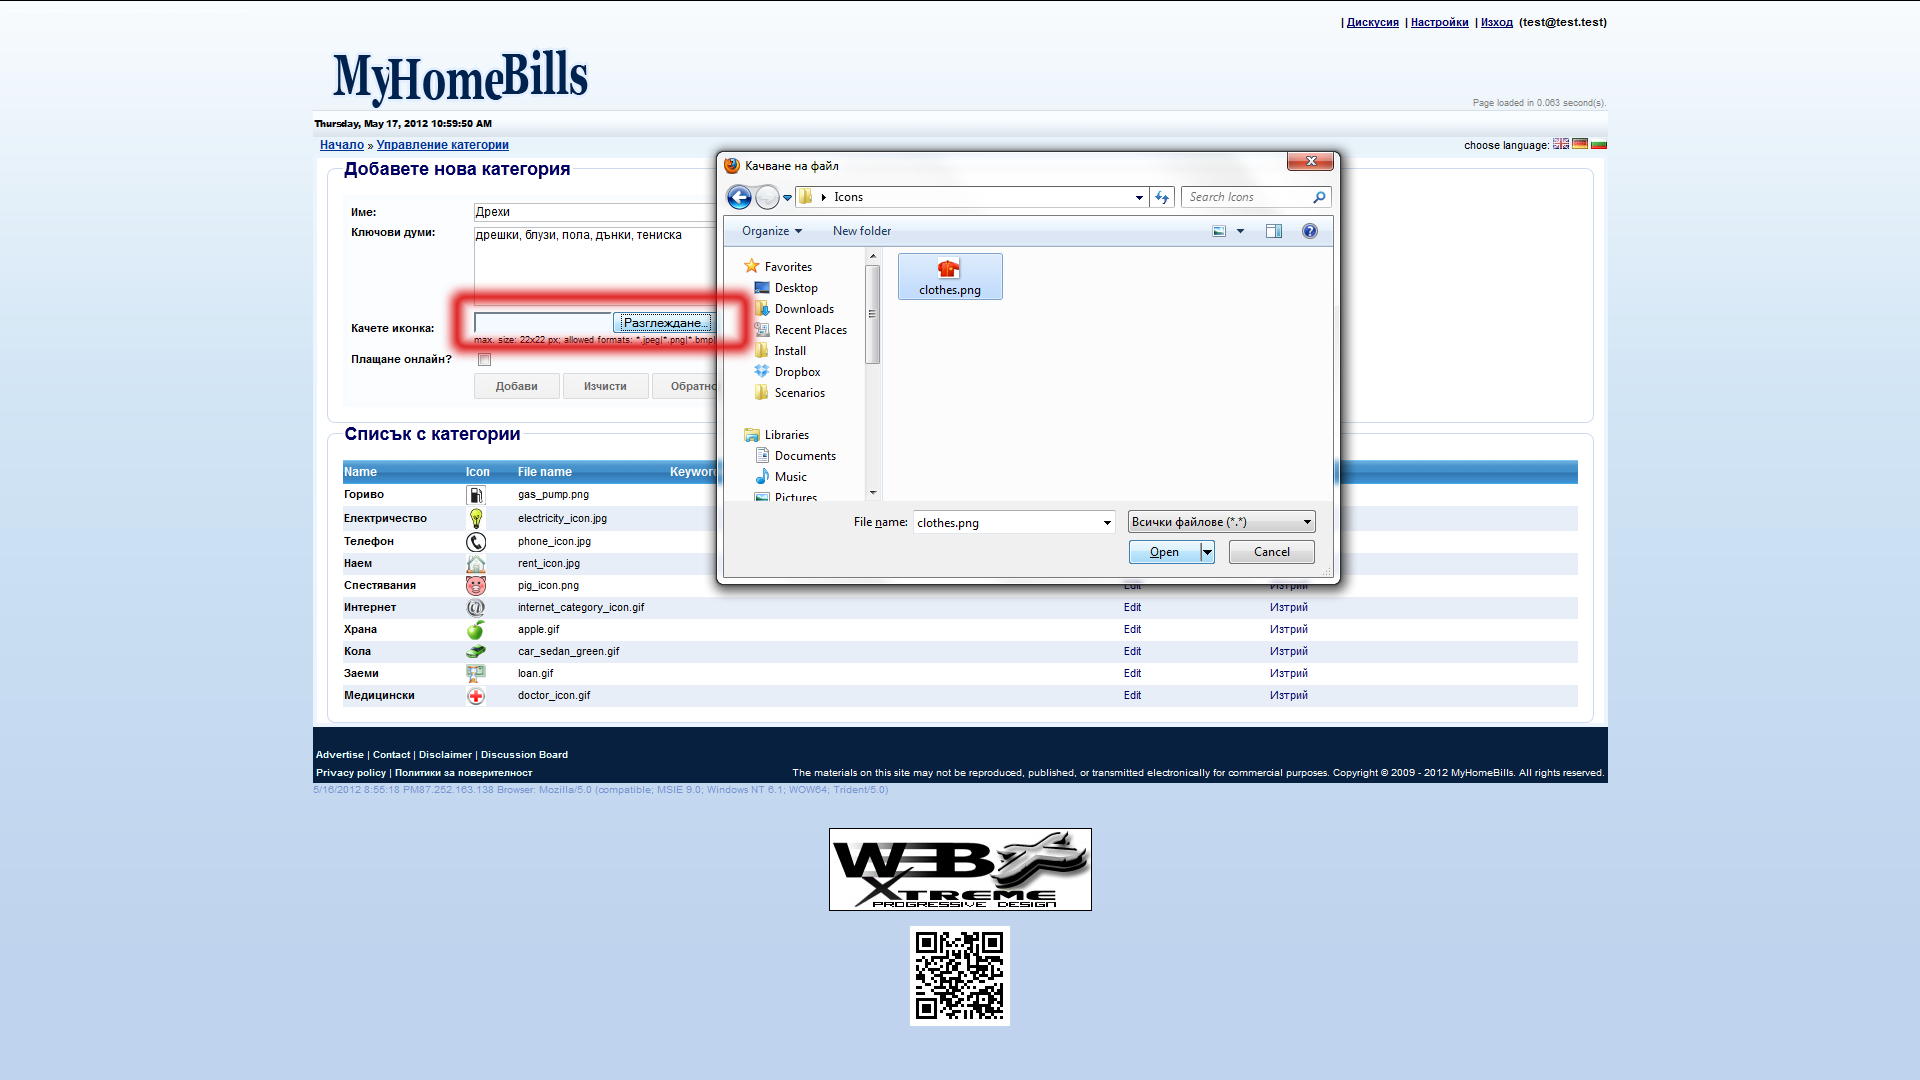 | Дискусия | Настройки | Изход (test@test.test)
MyHomeBills
Page loaded in 0.063 second(s).
Thursday, May 17, 2012 10:59:50 AM
Начало » Управление категории
choose language:
Добавете нова категория
Име:
Дрехи
Ключови думи:
дрешки, блузи, пола, дънки, тениска
Качете иконка:
Разглеждане...
max. size: 22x22 px; allowed formats: *.jpeg|*.png|*.bmp|
Плащане онлайн?
Добави
Изчисти
Обратно
Качване на файл
Icons
Search Icons
Organize
New folder
Favorites
Desktop
Downloads
Recent Places
Install
Dropbox
Scenarios
Libraries
Documents
Music
Pictures
clothes.png
File name:
clothes.png
Всички файлове (*.*)
Open
Cancel
Списък с категории
Name Icon File name Keyword
Гориво gas_pump.png
Електричество electricity_icon.jpg
Телефон phone_icon.jpg
Наем rent_icon.jpg
Спестявания pig_icon.png Edit Изтрий
Интернет internet_category_icon.gif Edit Изтрий
Храна apple.gif Edit Изтрий
Кола car_sedan_green.gif Edit Изтрий
Заеми loan.gif Edit Изтрий
Медицински doctor_icon.gif Edit Изтрий
Advertise | Contact | Disclaimer | Discussion Board
Privacy policy | Политики за поверителност
The materials on this site may not be reproduced, published, or transmitted electronically for commercial purposes. Copyright © 2009 - 2012 MyHomeBills. All rights reserved.
5/16/2012 8:55:18 PM87.252.163.138 Browser: Mozilla/5.0 (compatible; MSIE 9.0; Windows NT 6.1; WOW64; Trident/5.0)
WEB
XTREME
PROGRESSIVE DESIGN